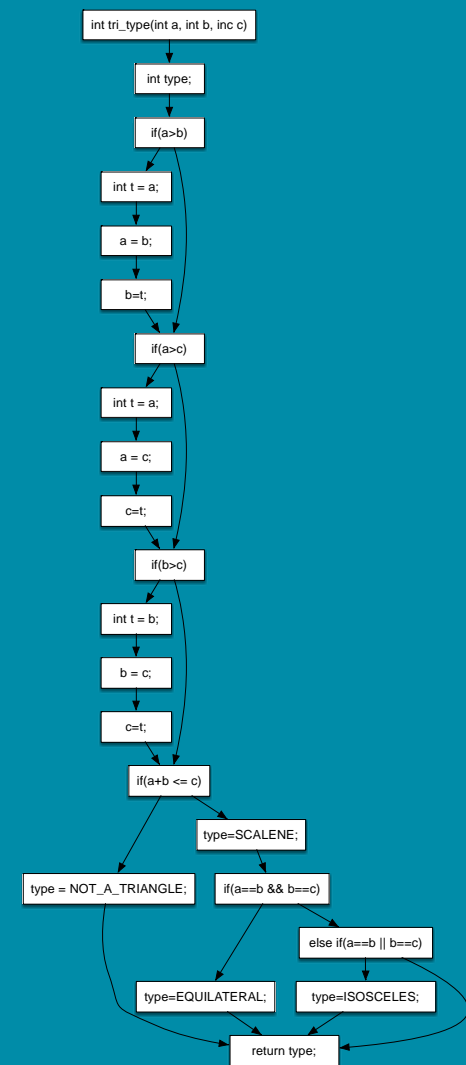 int tri_type(int a, int b, inc c)
int type;
if(a>b)
int t = a;
a = b;
b=t;
if(a>c)
int t = a;
a = c;
c=t;
if(b>c)
int t = b;
b = c;
c=t;
if(a+b <= c)
type=SCALENE;
type = NOT_A_TRIANGLE;
if(a==b && b==c)
else if(a==b || b==c)
type=EQUILATERAL;
type=ISOSCELES;
return type;